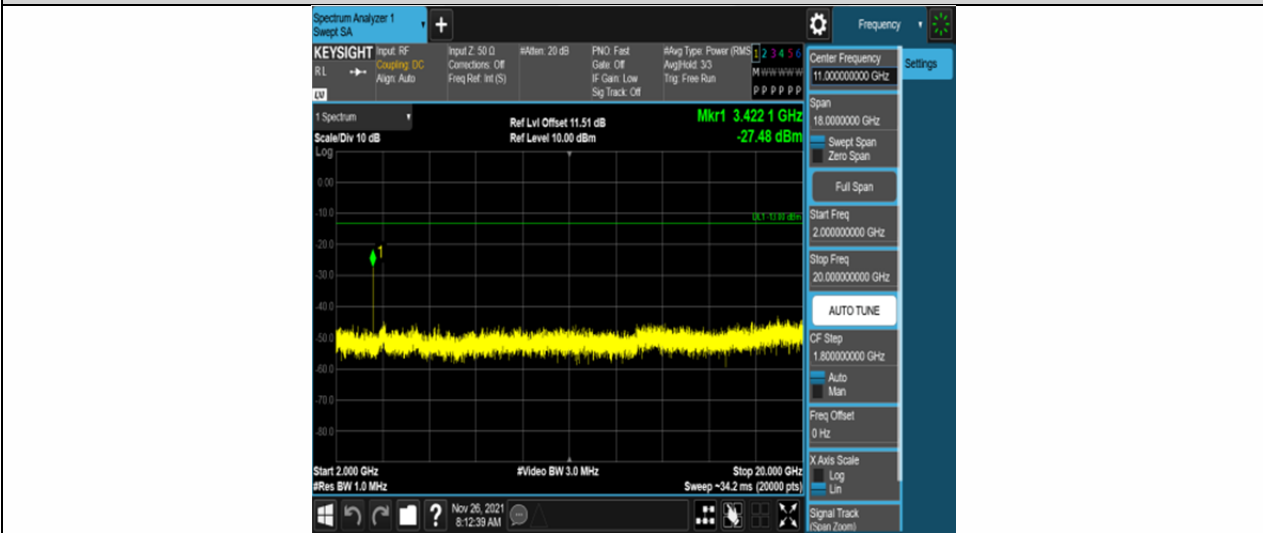 Spectrum Analyzer 1
Swept SA
+
Frequency
KEYSIGHT
RL
LV
Input: RF
Coupling: DC
Align: Auto
Input Z: 50 Ω
Corrections: Off
Freq Ref: Int (S)
#Atten: 20 dB
PNO: Fast
Gate: Off
IF Gain: Low
Sig Track: Off
#Avg Type: Power (RMS
Avg|Hold: 3/3
Trig: Free Run
1 2 3 4 5 6
M W W W W W
P P P P P P
1 Spectrum
Scale/Div 10 dB
Log
Ref Lvl Offset 11.51 dB
Ref Level 10.00 dBm
Mkr1 3.422 1 GHz
-27.48 dBm
0.00
-10.0
-20.0
-30.0
-40.0
-50.0
-60.0
-70.0
-80.0
DL1 -13.00 dBm
1
Start 2.000 GHz
#Res BW 1.0 MHz
#Video BW 3.0 MHz
Stop 20.000 GHz
Sweep ~34.2 ms (20000 pts)
?
Nov 26, 2021
8:12:39 AM
Center Frequency
11.000000000 GHz
Settings
Span
18.0000000 GHz
Swept Span
Zero Span
Full Span
Start Freq
2.000000000 GHz
Stop Freq
20.000000000 GHz
AUTO TUNE
CF Step
1.800000000 GHz
Auto
Man
Freq Offset
0 Hz
X Axis Scale
Log
Lin
Signal Track
(Span Zoom)